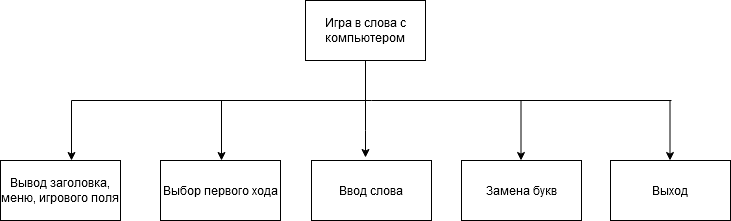 Игра в слова с
компьютером
Вывод заголовка,
меню, игрового поля
Выбор первого хода
Ввод слова
Замена букв
Выход